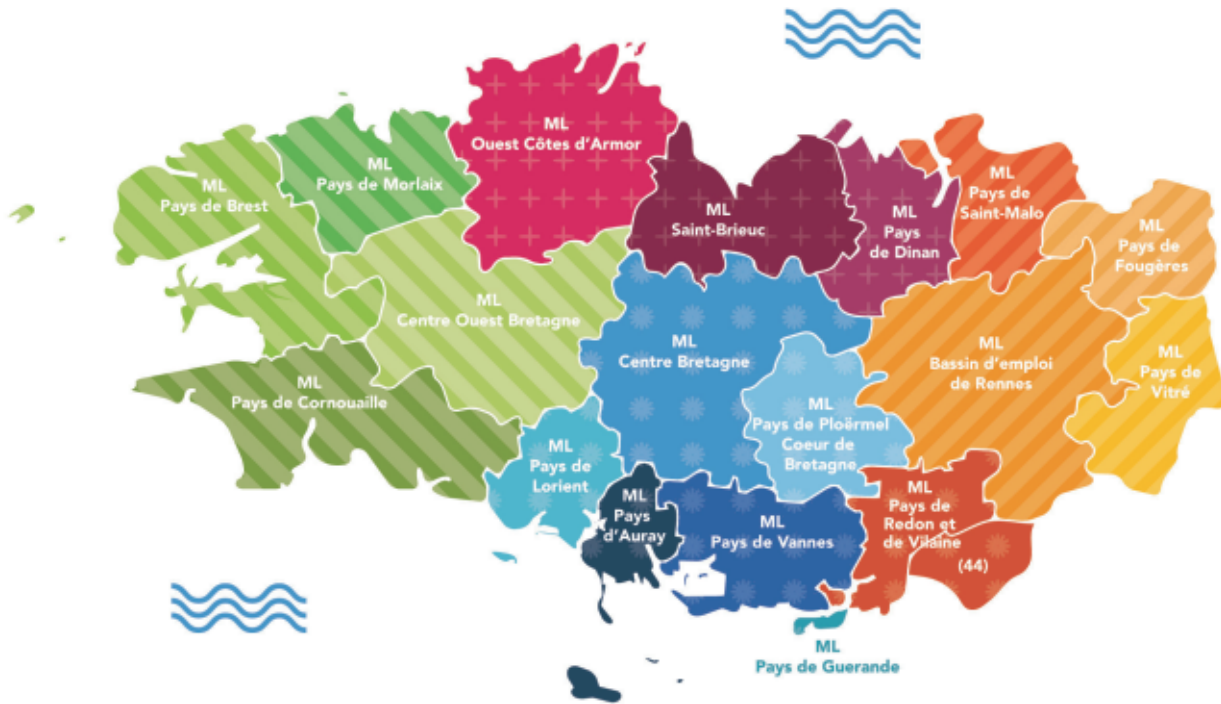 ML
Ouest Côtes d'Armor
ML
Pays de Morlaix
ML
Pays de Brest
ML
Saint-Brieuc
ML
Pays
de Dinan
ML
Pays de
Saint-Malo
ML
Pays de
Fougères
ML
Centre Ouest Bretagne
ML
Centre Bretagne
ML
Bassin d'emploi
de Rennes
ML
Pays de
Vitré
ML
Pays de Cornouaille
ML
Pays de Ploërmel
Coeur de
Bretagne
ML
Pays de
Lorient
ML
Pays
d'Auray
ML
Pays de Vannes
ML
Pays de
Redon et
de Vilaine
(44)
ML
Pays de Guerande